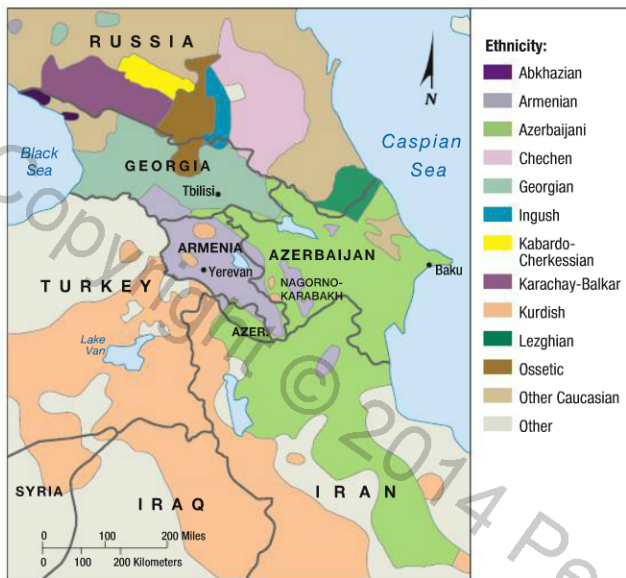 RUSSIA
Black
Sea
GEORGIA
Tbilisi
Caspian
Sea
ARMENIA
Yerevan
AZERBAIJAN
NAGORNO-
KARABAKH
Baku
TURKEY
AZER.
Lake
Van
SYRIA
IRAQ
IRAN
0 100 200 Miles
0 100 200 Kilometers
N
Ethnicity:
Abkhazian
Armenian
Azerbaijani
Chechen
Georgian
Ingush
Kabardo-
Cherkessian
Karachay-Balkar
Kurdish
Lezghian
Ossetic
Other Caucasian
Other
Copyright © 2014 Pe